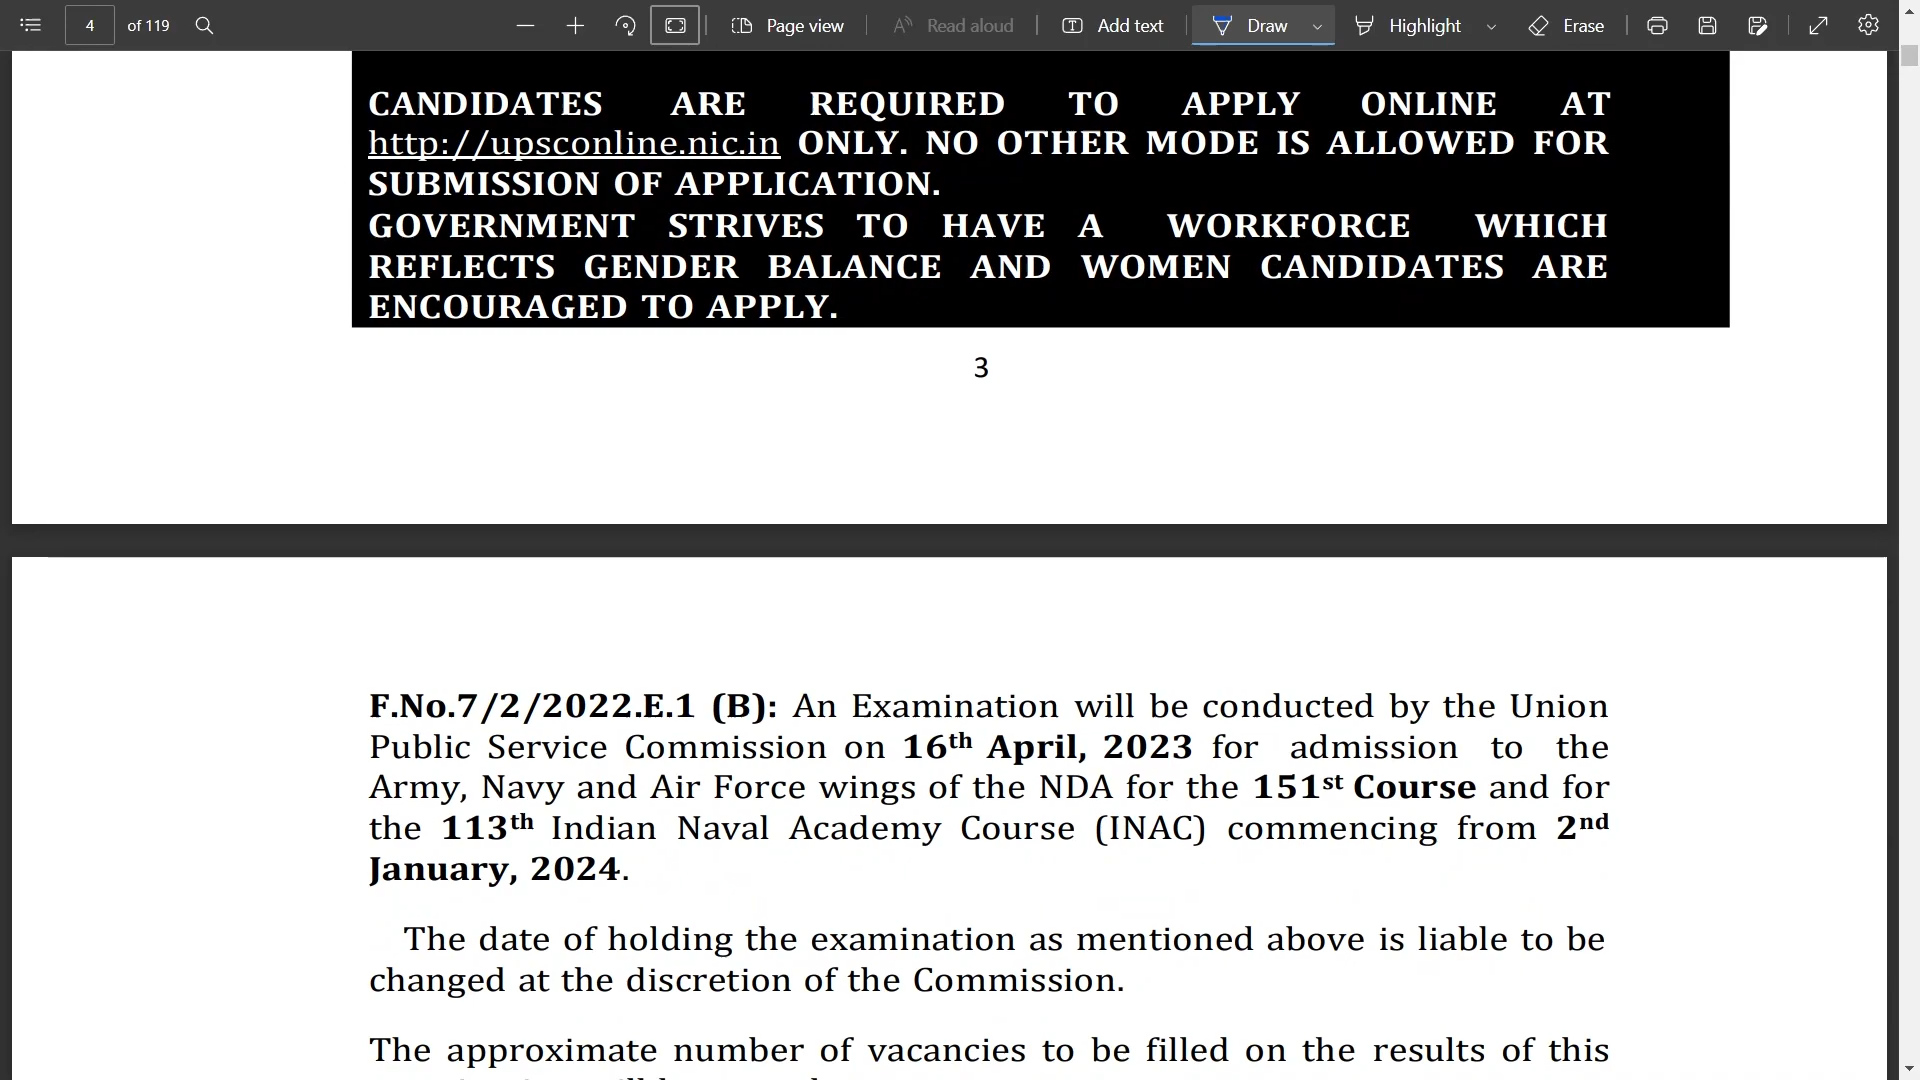 4 of 119 Page view Read aloud Add text Draw Highlight Erase
CANDIDATES ARE REQUIRED TO APPLY ONLINE AT
http://upsconline.nic.in ONLY. NO OTHER MODE IS ALLOWED FOR
SUBMISSION OF APPLICATION.
GOVERNMENT STRIVES TO HAVE A WORKFORCE WHICH
REFLECTS GENDER BALANCE AND WOMEN CANDIDATES ARE
ENCOURAGED TO APPLY.
3
F.No.7/2/2022.E.1 (B): An Examination will be conducted by the Union
Public Service Commission on 16th April, 2023 for admission to the
Army, Navy and Air Force wings of the NDA for the 151st Course and for
the 113th Indian Naval Academy Course (INAC) commencing from 2nd
January, 2024.
The date of holding the examination as mentioned above is liable to be
changed at the discretion of the Commission.
The approximate number of vacancies to be filled on the results of this